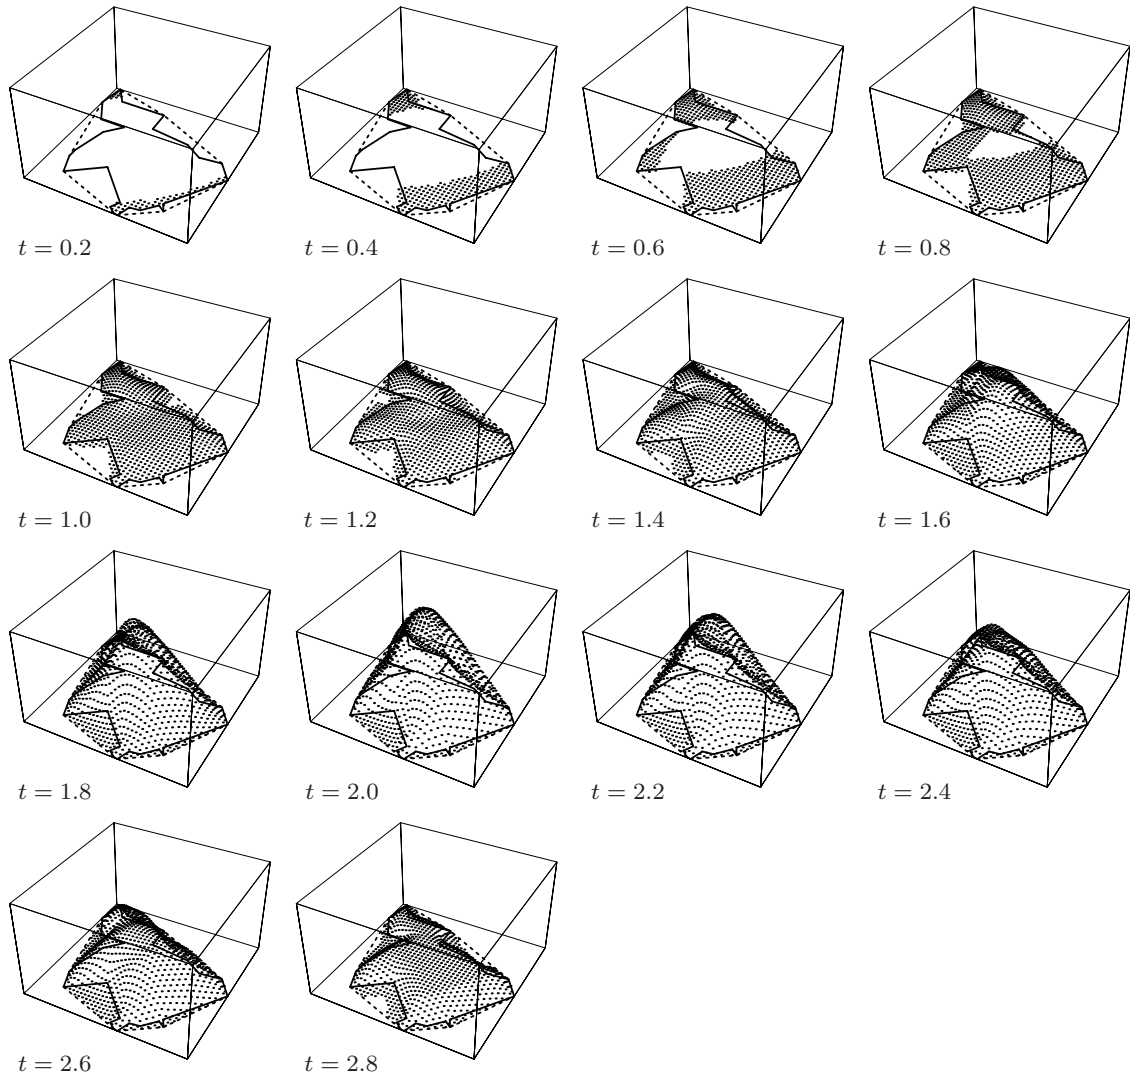 t = 0.2 t = 0.4 t = 0.6 t = 0.8
t = 1.0 t = 1.2 t = 1.4 t = 1.6
t = 1.8 t = 2.0 t = 2.2 t = 2.4
t = 2.6 t = 2.8